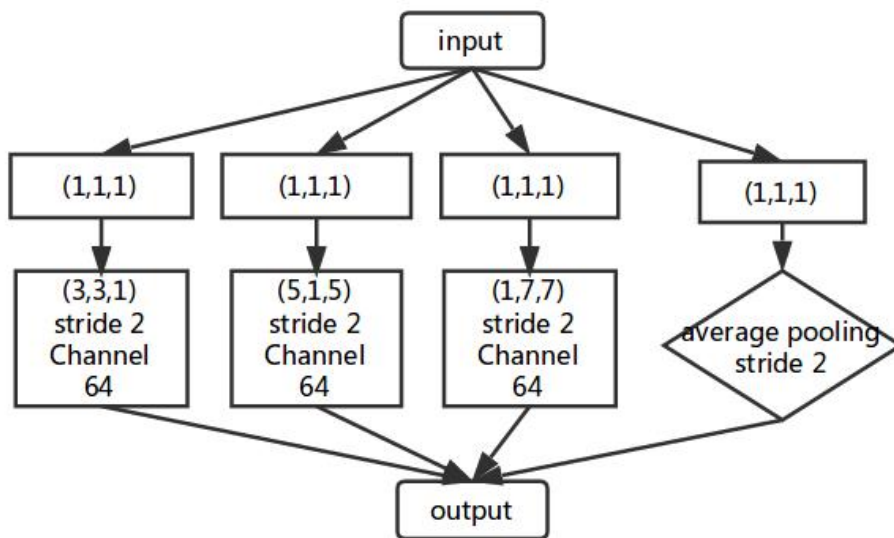 input
(1,1,1)
(1,1,1)
(1,1,1)
(1,1,1)
(3,3,1)
stride 2
Channel
64
(5,1,5)
stride 2
Channel
64
(1,7,7)
stride 2
Channel
64
average pooling
stride 2
output